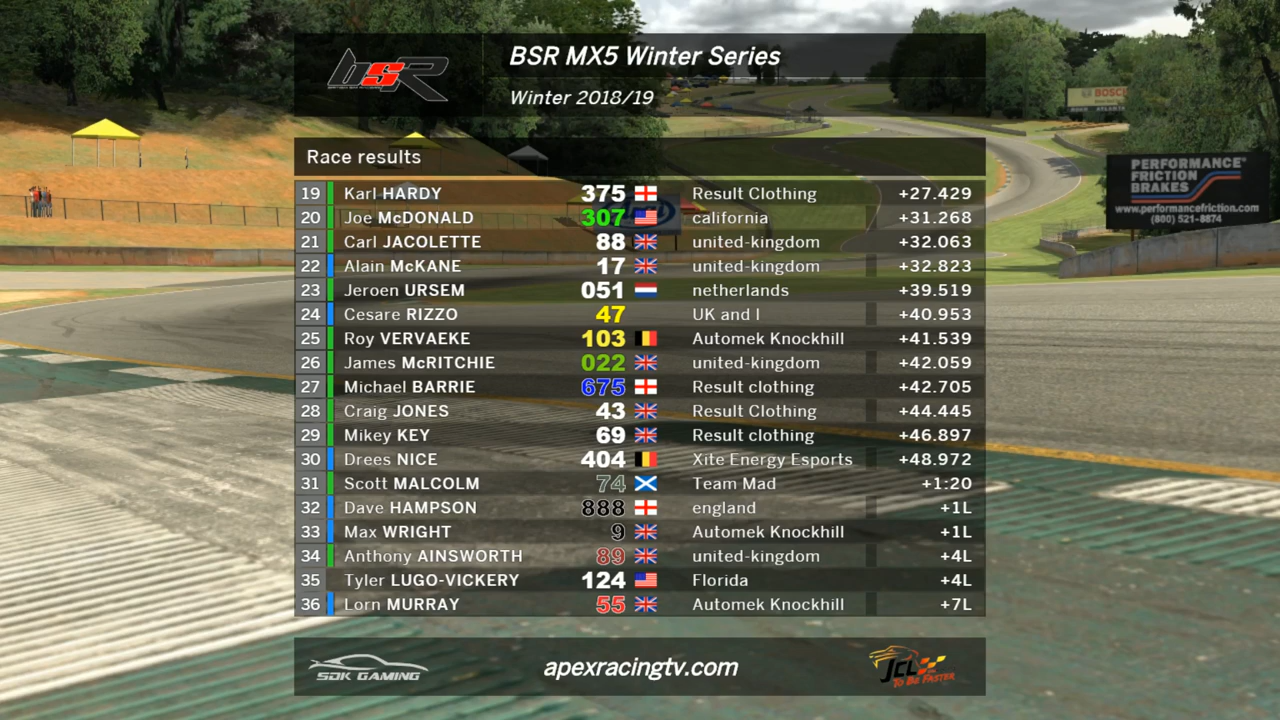 bsr
BSR MX5 Winter Series
Winter 2018/19
BOSCH
ROAD ATLANTA
PERFORMANCE
FRICTION
BRAKES
www.performancefriction.com
(800) 521-8874
Race results
19 Karl HARDY 375 Result Clothing +27.429
20 Joe McDONALD 307 california +31.268
21 Carl JACOLETTE 88 united-kingdom +32.063
22 Alain McKANE 17 united-kingdom +32.823
23 Jeroen URSEM 051 netherlands +39.519
24 Cesare RIZZO 47 UK and I +40.953
25 Roy VERVAEKE 103 Automek Knockhill +41.539
26 James McRITCHIE 022 united-kingdom +42.059
27 Michael BARRIE 675 Result clothing +42.705
28 Craig JONES 43 Result Clothing +44.445
29 Mikey KEY 69 Result clothing +46.897
30 Drees NICE 404 Xite Energy Esports +48.972
31 Scott MALCOLM 74 Team Mad +1:20
32 Dave HAMPSON 888 england +1L
33 Max WRIGHT 9 Automek Knockhill +1L
34 Anthony AINSWORTH 89 united-kingdom +4L
35 Tyler LUGO-VICKERY 124 Florida +4L
36 Lorn MURRAY 55 Automek Knockhill +7L
SDK GAMING
apexracingtv.com
JCL
TO BE FASTER